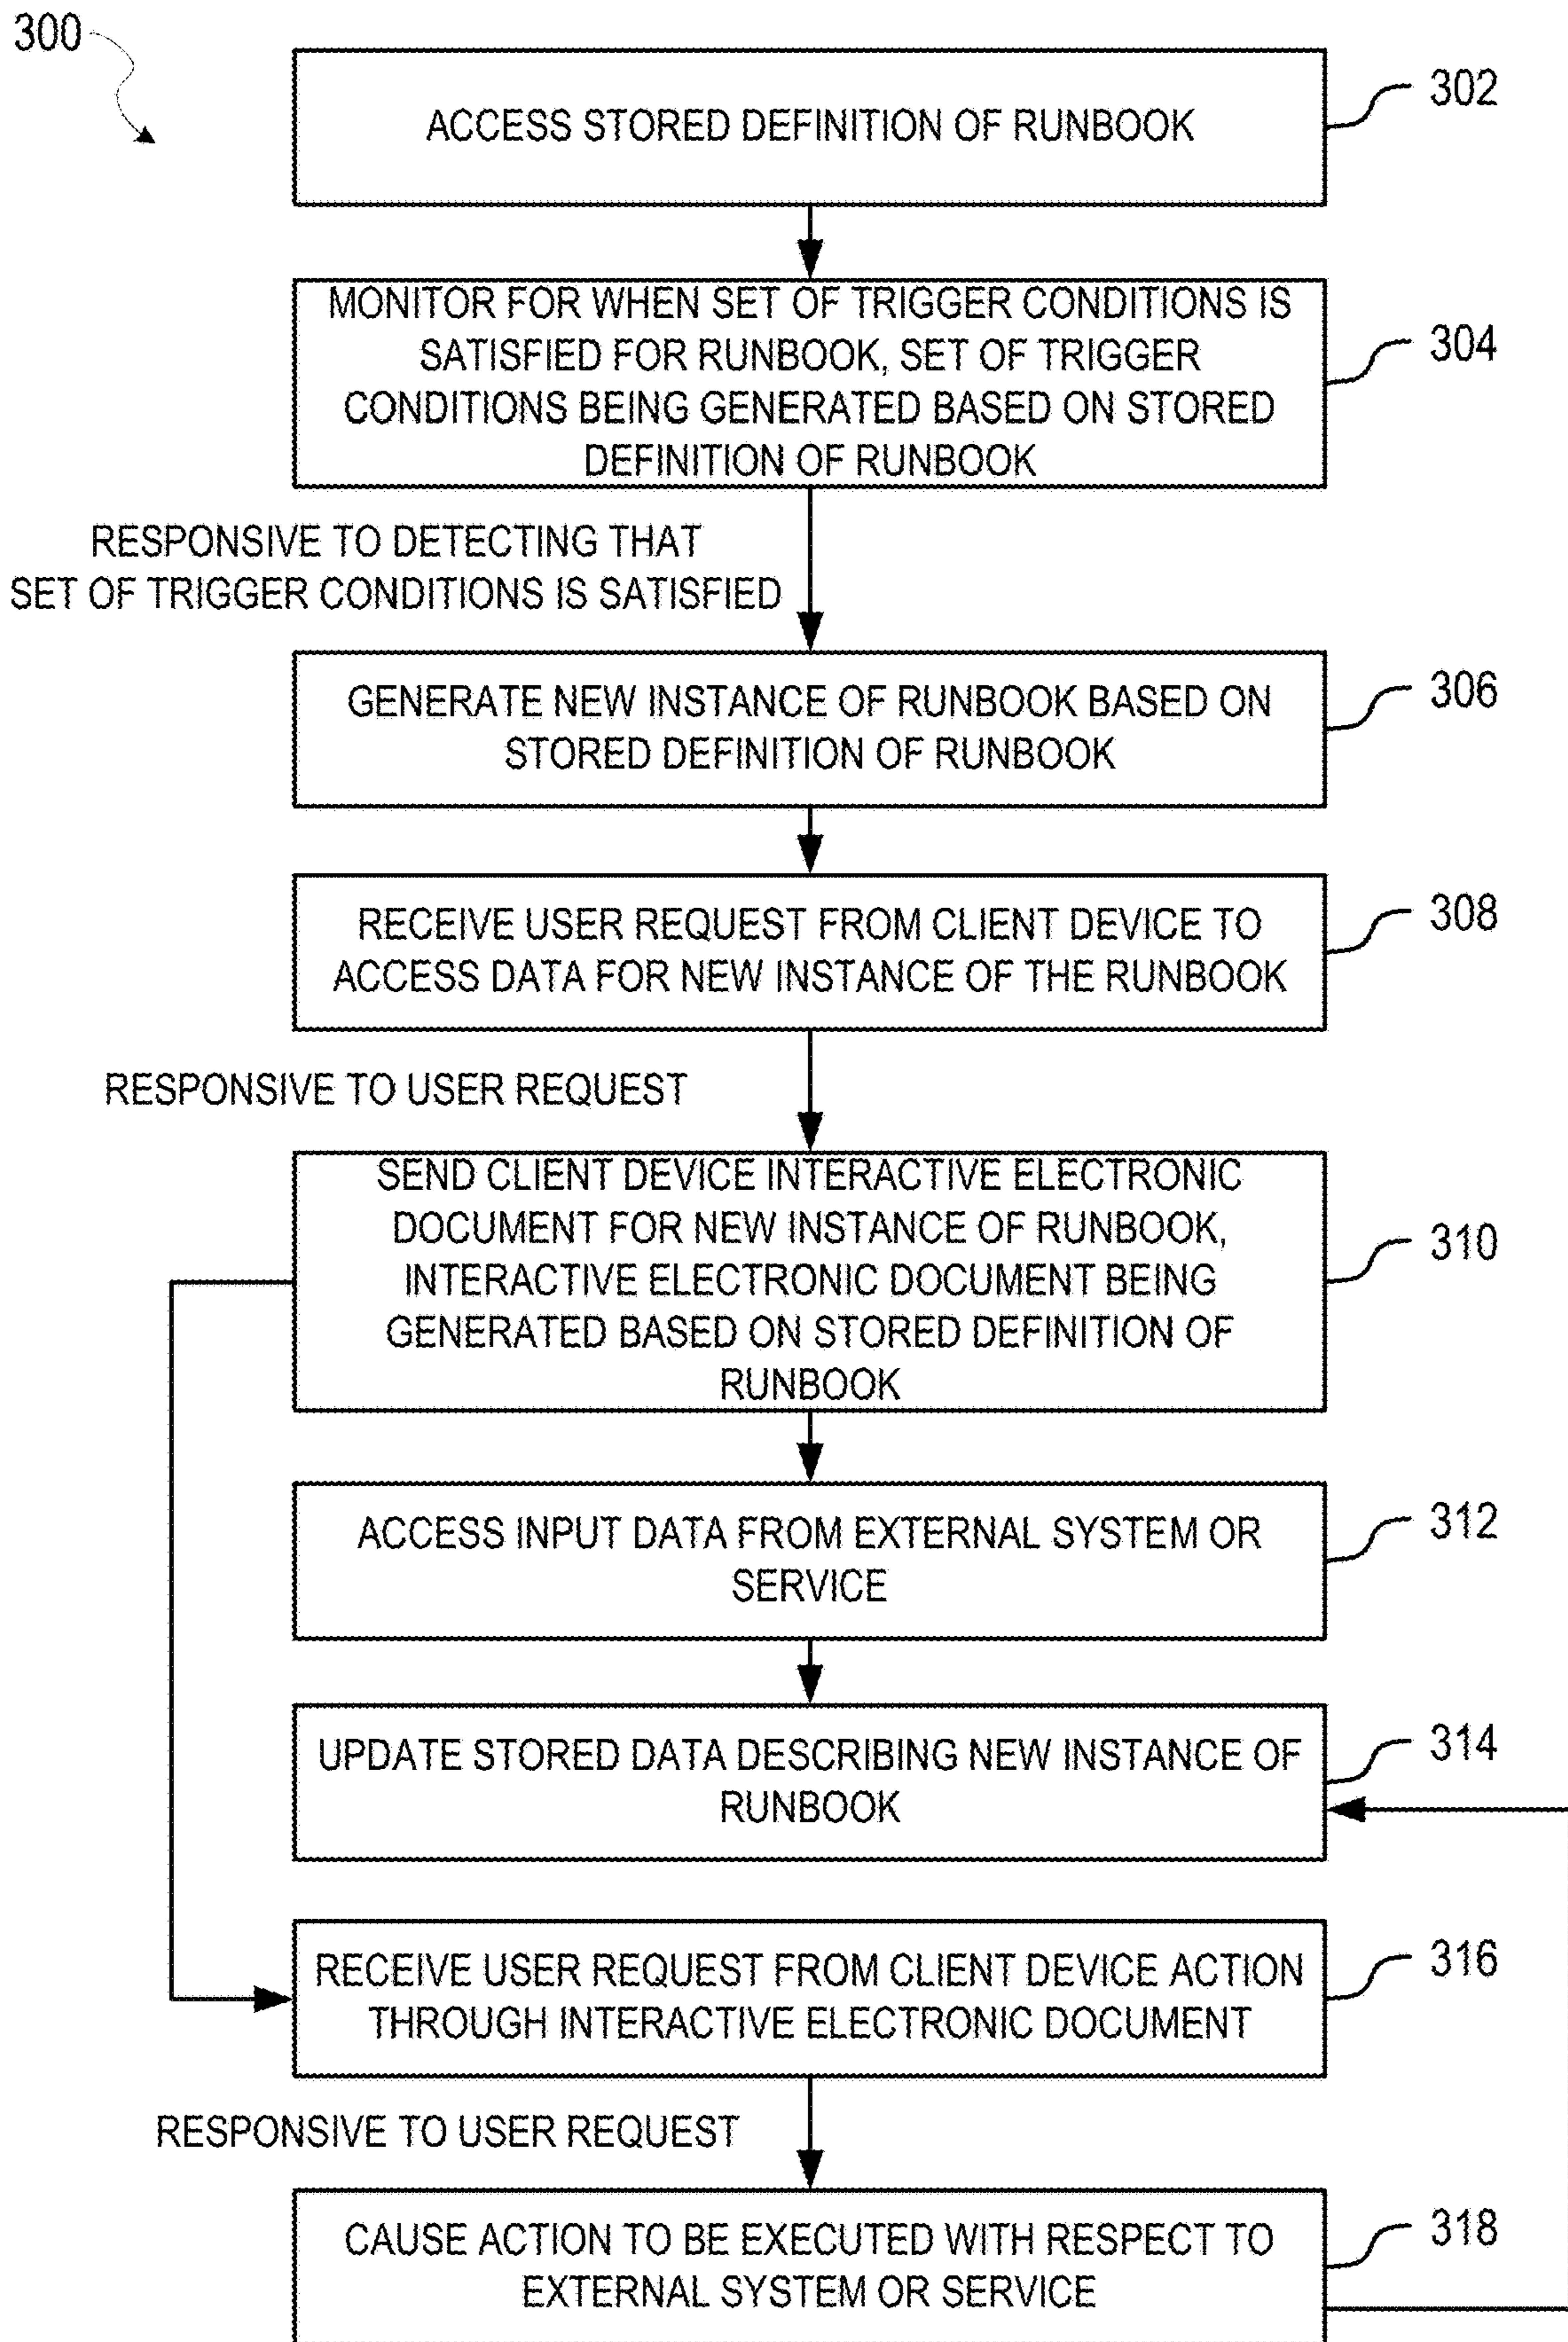 300
ACCESS STORED DEFINITION OF RUNBOOK
302
MONITOR FOR WHEN SET OF TRIGGER CONDITIONS IS
SATISFIED FOR RUNBOOK, SET OF TRIGGER
CONDITIONS BEING GENERATED BASED ON STORED
DEFINITION OF RUNBOOK
304
RESPONSIVE TO DETECTING THAT
SET OF TRIGGER CONDITIONS IS SATISFIED
GENERATE NEW INSTANCE OF RUNBOOK BASED ON
STORED DEFINITION OF RUNBOOK
306
RECEIVE USER REQUEST FROM CLIENT DEVICE TO
ACCESS DATA FOR NEW INSTANCE OF THE RUNBOOK
308
RESPONSIVE TO USER REQUEST
SEND CLIENT DEVICE INTERACTIVE ELECTRONIC
DOCUMENT FOR NEW INSTANCE OF RUNBOOK,
INTERACTIVE ELECTRONIC DOCUMENT BEING
GENERATED BASED ON STORED DEFINITION OF
RUNBOOK
310
ACCESS INPUT DATA FROM EXTERNAL SYSTEM OR
SERVICE
312
UPDATE STORED DATA DESCRIBING NEW INSTANCE OF
RUNBOOK
314
RECEIVE USER REQUEST FROM CLIENT DEVICE ACTION
THROUGH INTERACTIVE ELECTRONIC DOCUMENT
316
RESPONSIVE TO USER REQUEST
CAUSE ACTION TO BE EXECUTED WITH RESPECT TO
EXTERNAL SYSTEM OR SERVICE
318